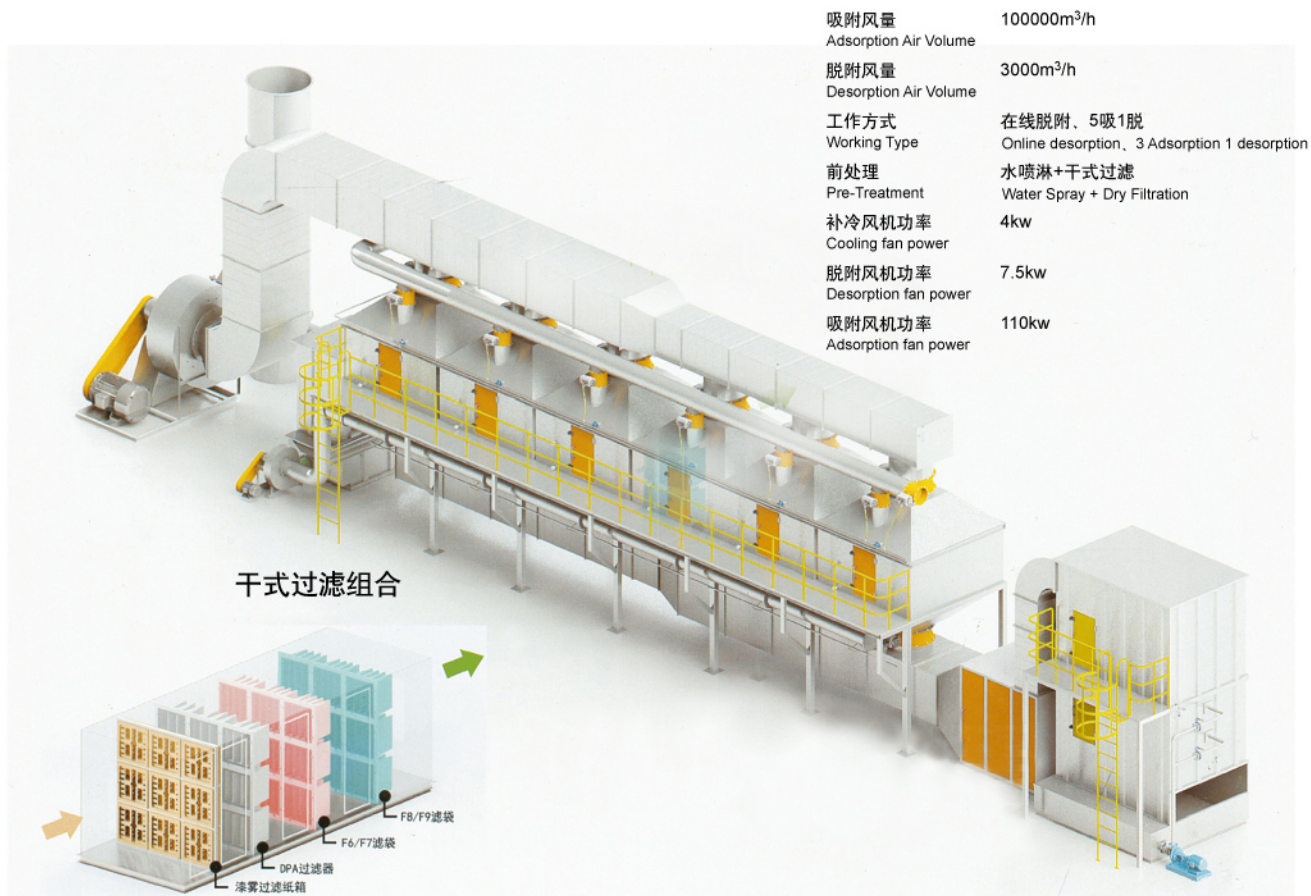 吸附风量 100000m³/h
Adsorption Air Volume
脱附风量 3000m³/h
Desorption Air Volume
工作方式 在线脱附、5吸1脱
Working Type Online desorption、3 Adsorption 1 desorption
前处理 水喷淋+干式过滤
Pre-Treatment Water Spray + Dry Filtration
补冷风机功率 4kw
Cooling fan power
脱附风机功率 7.5kw
Desorption fan power
吸附风机功率 110kw
Adsorption fan power
干式过滤组合
F8/F9滤袋
F6/F7滤袋
DPA过滤器
漆雾过滤纸箱